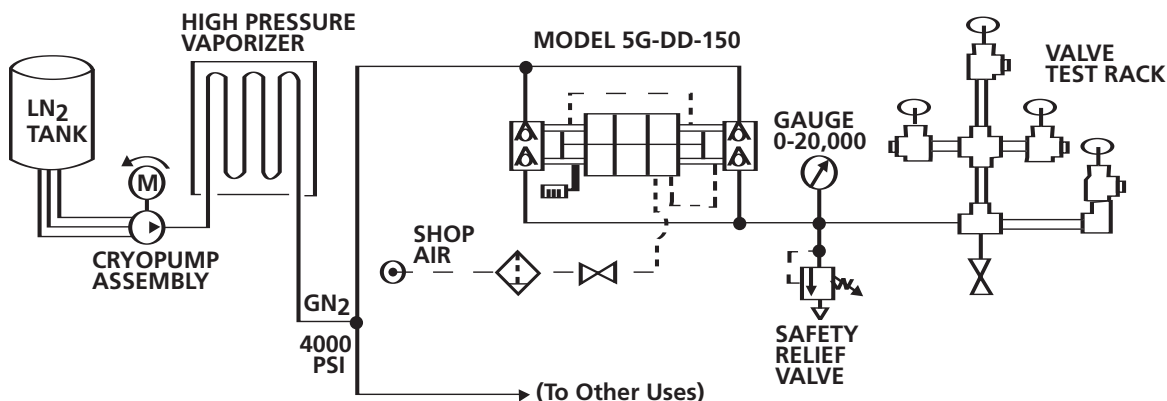 HIGH PRESSURE
VAPORIZER
MODEL 5G-DD-150
VALVE
TEST RACK
LN2
TANK
GAUGE
0-20,000
M
SHOP
AIR
CRYOPUMP
ASSEMBLY
GN2
4000
PSI
SAFETY
RELIEF
VALVE
(To Other Uses)